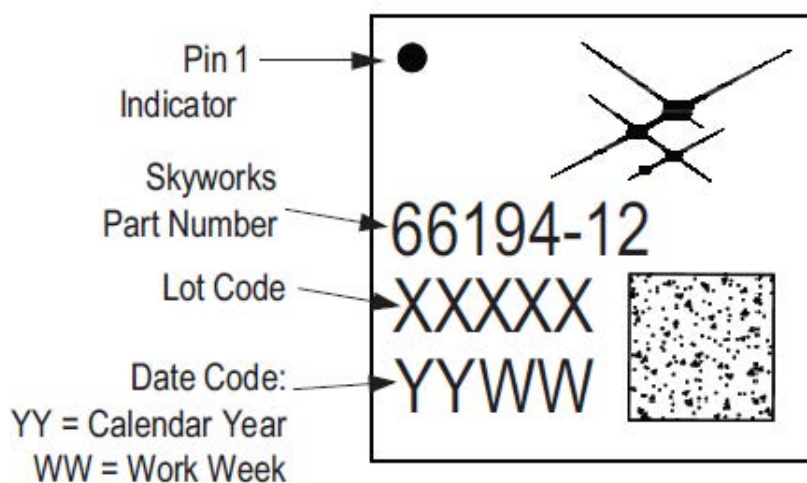 Pin 1
Indicator
Skyworks
Part Number
66194-12
Lot Code
XXXXX
Date Code:
YYWW
YY = Calendar Year
WW = Work Week